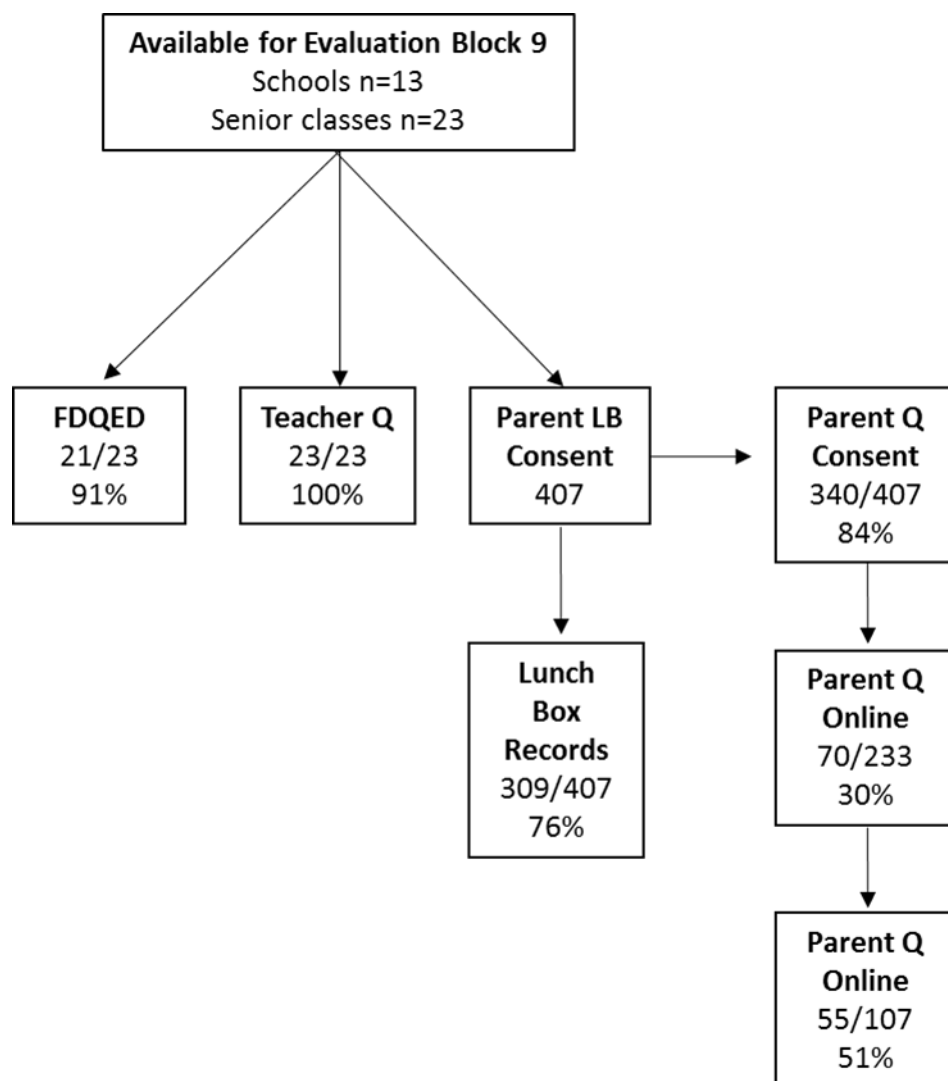 Available for Evaluation Block 9
Schools n=13
Senior classes n=23
FDQED
21/23
91%
Teacher Q
23/23
100%
Parent LB
Consent
407
Parent Q
Consent
340/407
84%
Lunch
Box
Records
309/407
76%
Parent Q
Online
70/233
30%
Parent Q
Online
55/107
51%